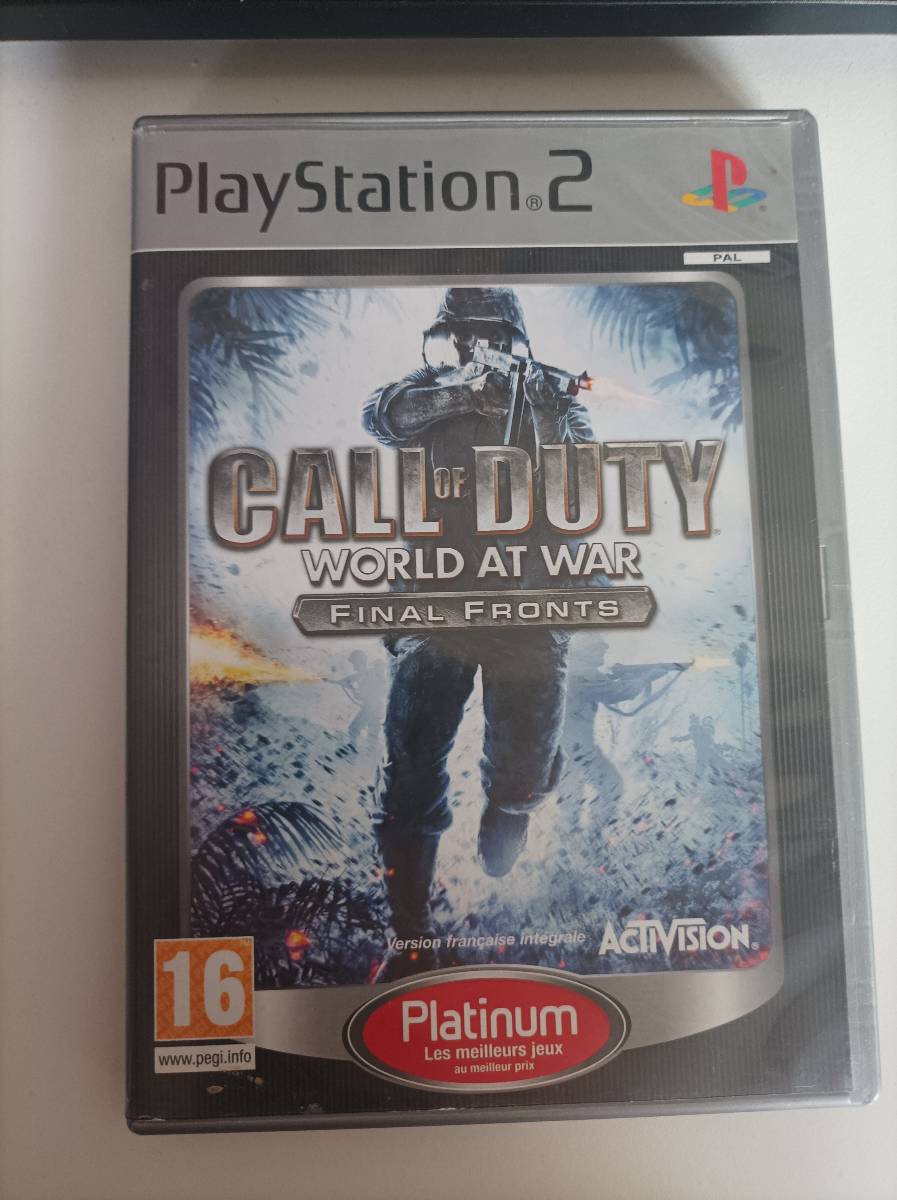 PlayStation®2
PAL
CALL OF DUTY®
WORLD AT WAR
FINAL FRONTS
Version française intégrale
ACTIVISION®
16
www.pegi.info
Platinum
Les meilleurs jeux
au meilleur prix